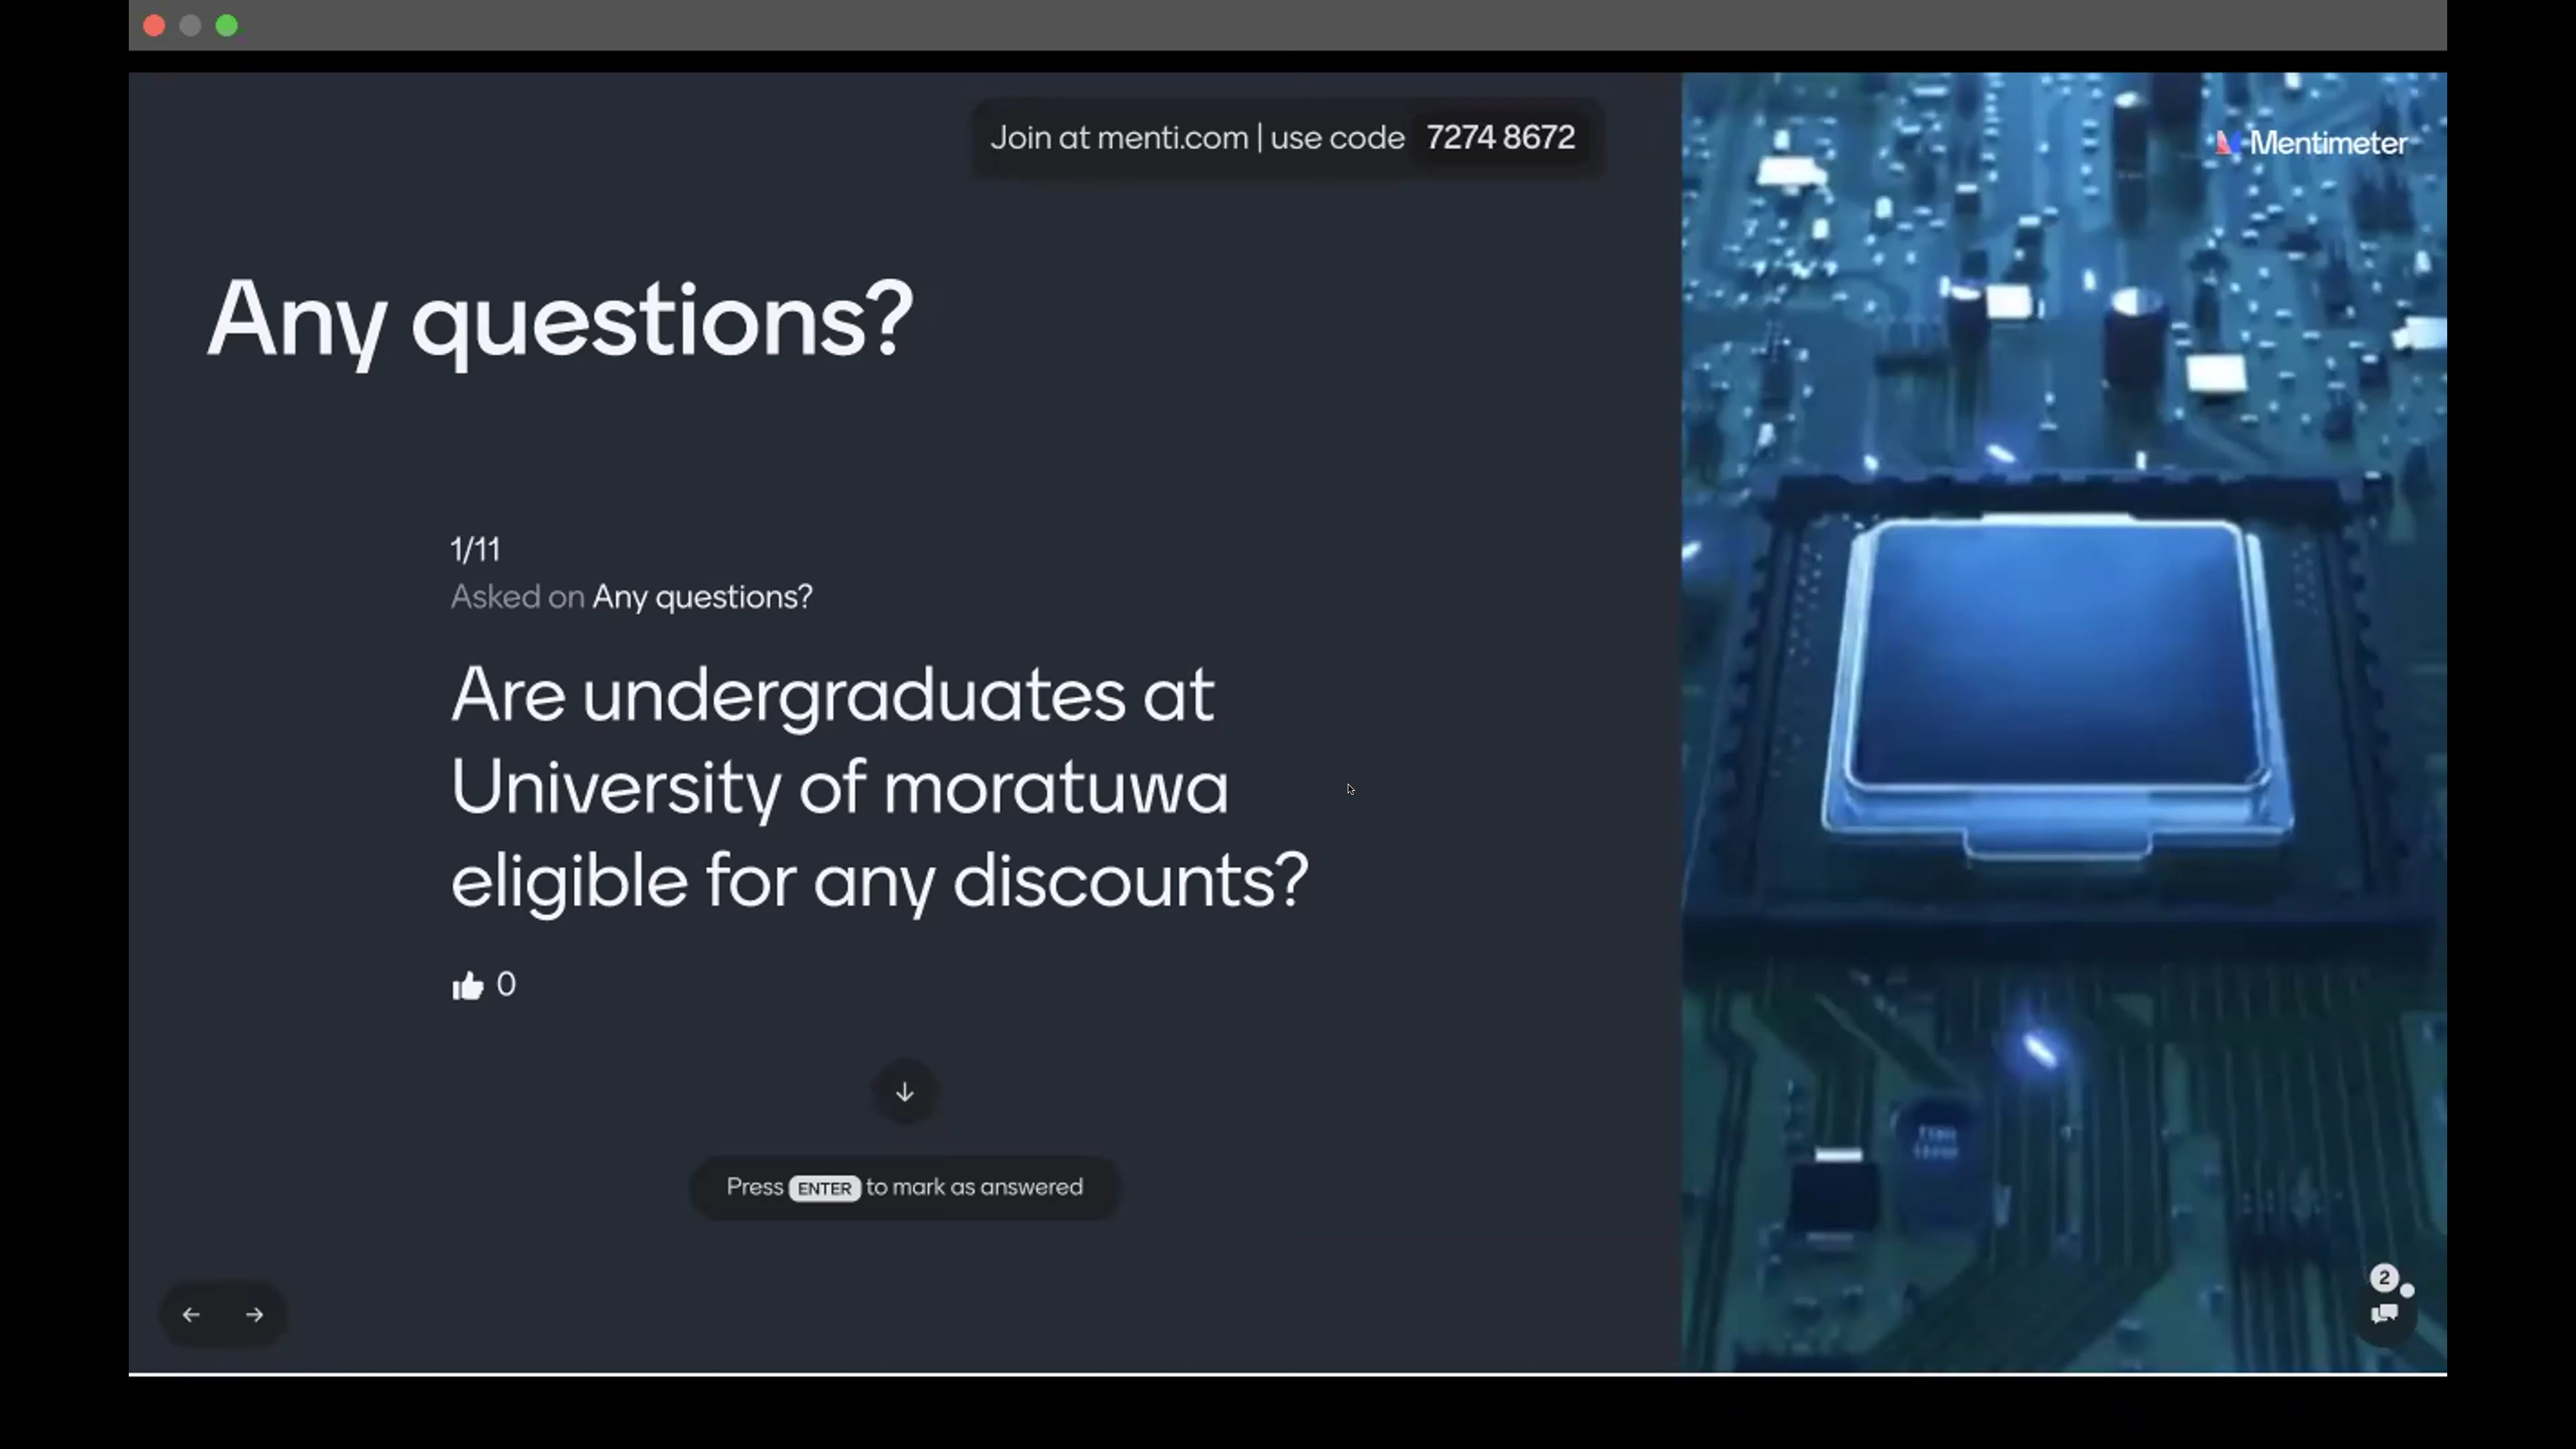 Join at menti.com | use code 7274 8672
Mentimeter
Any questions?
1/11
Asked on Any questions?
Are undergraduates at
University of moratuwa
eligible for any discounts?
0
Press ENTER to mark as answered
2